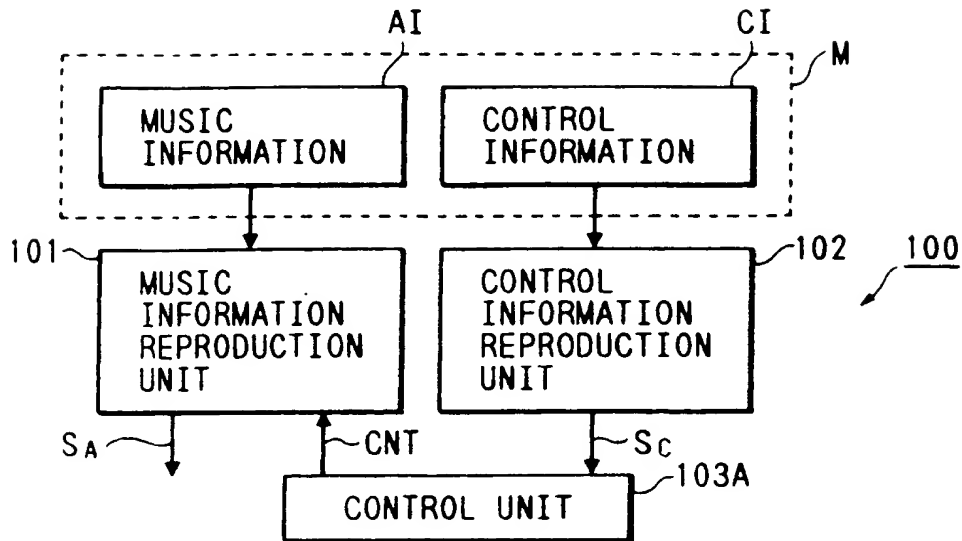 AI
CI
M
MUSIC
INFORMATION
CONTROL
INFORMATION
101
MUSIC
INFORMATION
REPRODUCTION
UNIT
102
CONTROL
INFORMATION
REPRODUCTION
UNIT
100
SA
CNT
SC
103A
CONTROL UNIT